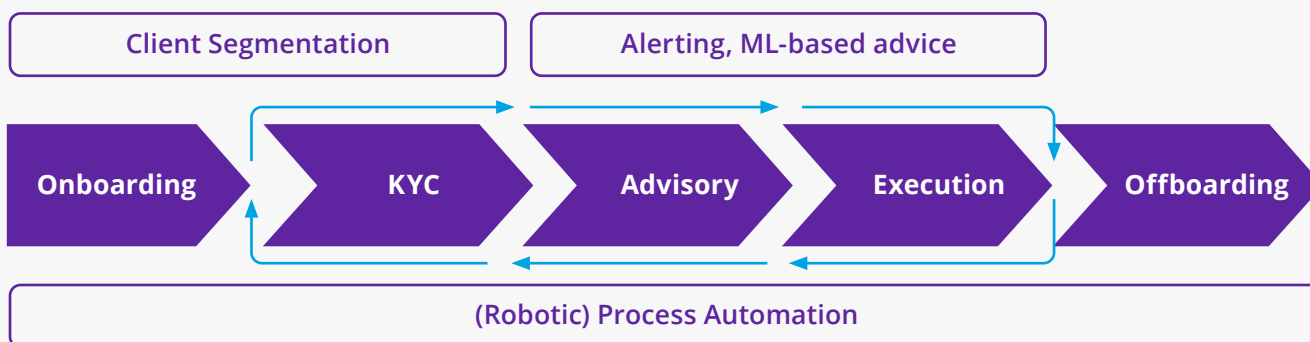 Client Segmentation
Alerting, ML-based advice
Onboarding
KYC
Advisory
Execution
Offboarding
(Robotic) Process Automation